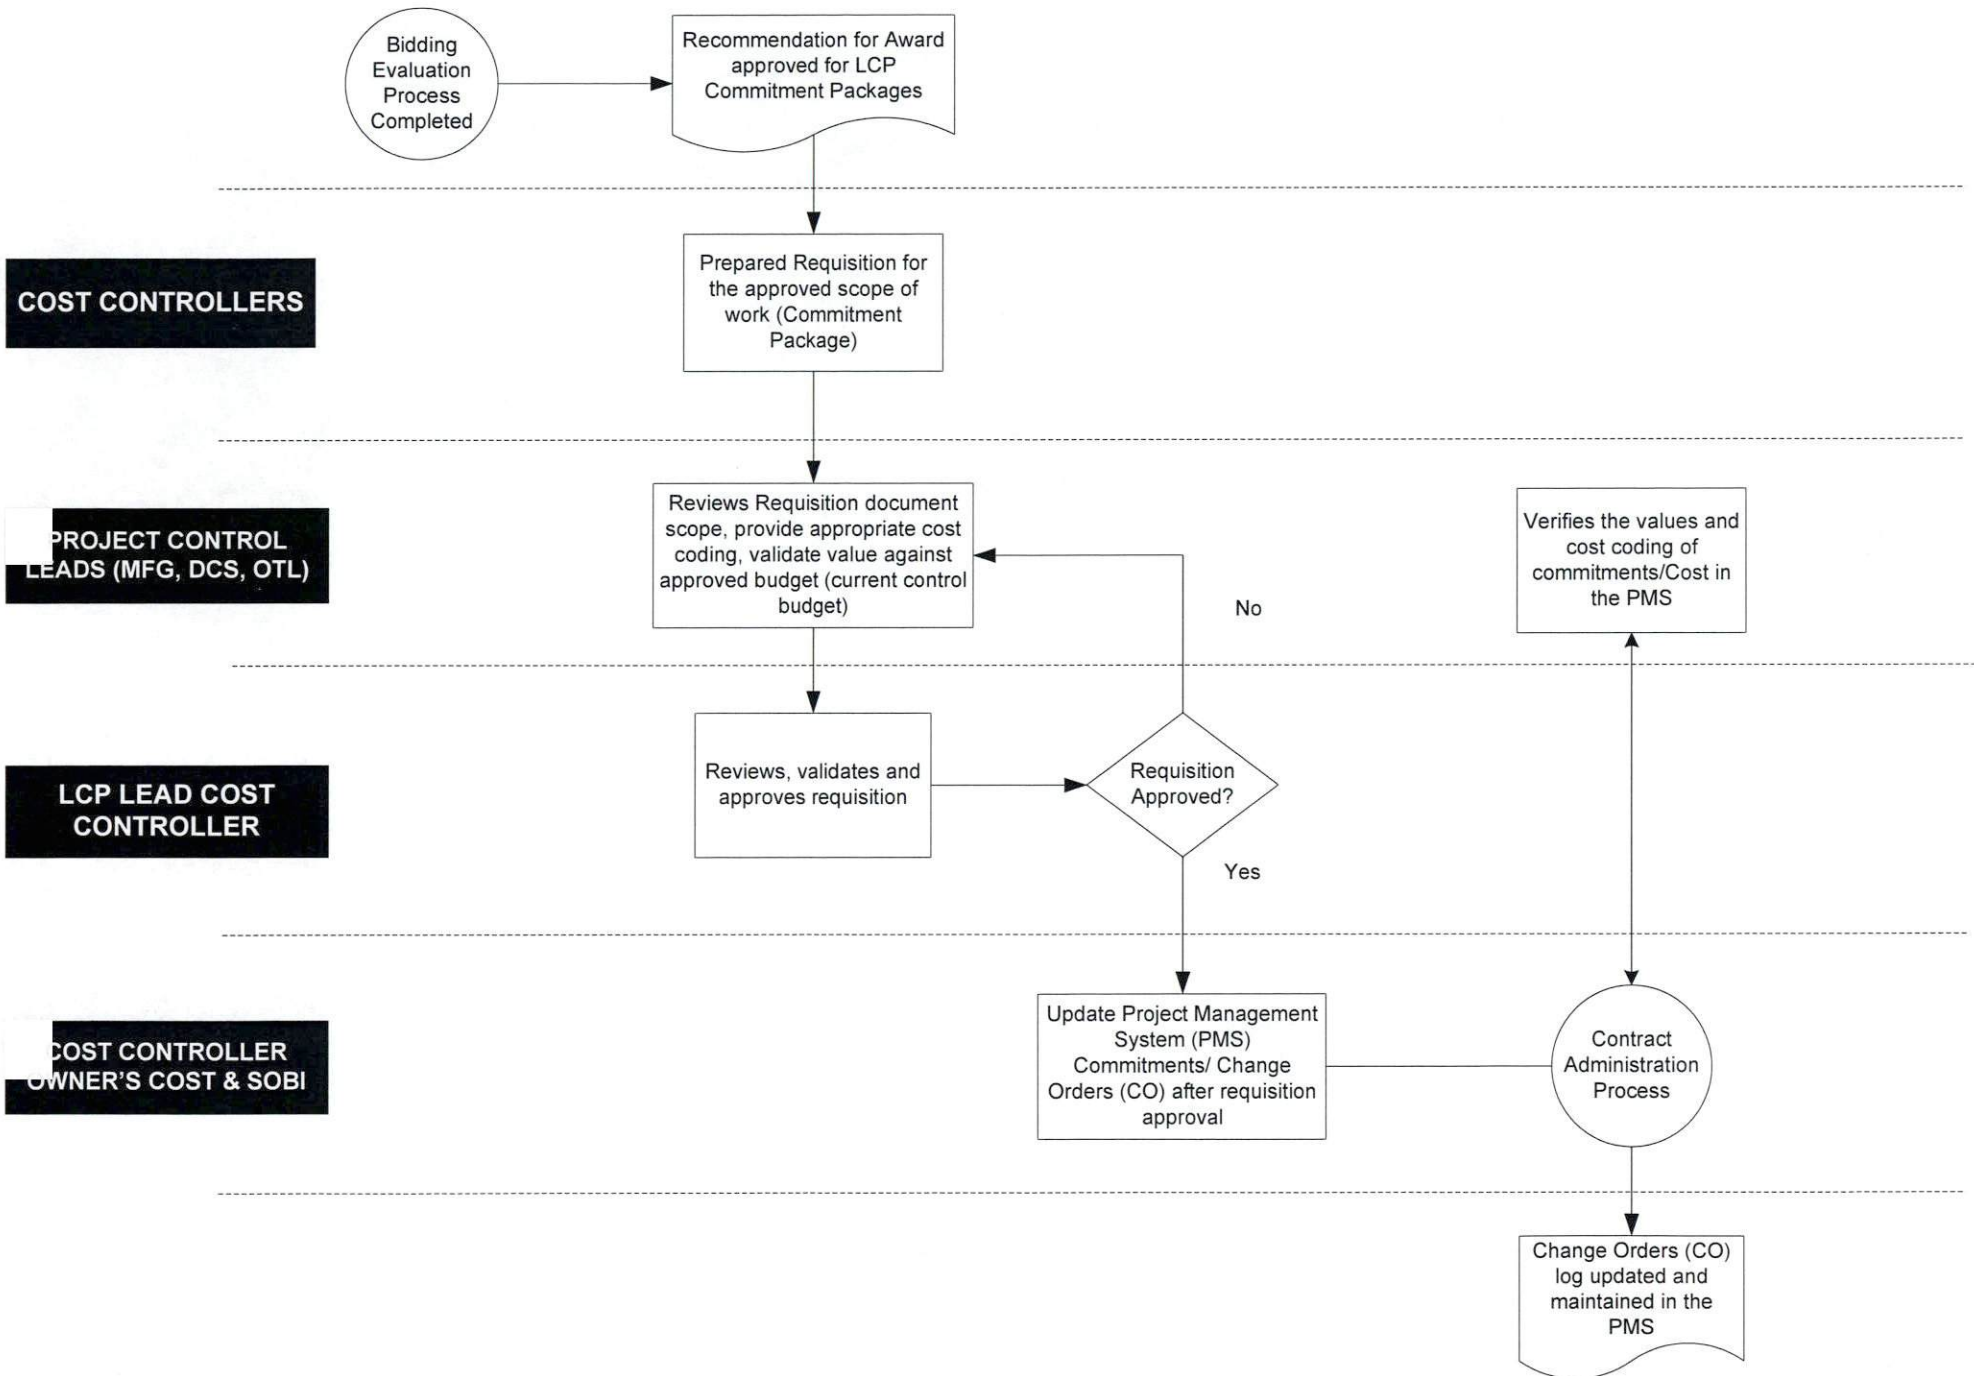 Bidding
Evaluation
Process
Completed
Recommendation for Award
approved for LCP
Commitment Packages
COST CONTROLLERS
Prepared Requisition for
the approved scope of
work (Commitment
Package)
PROJECT CONTROL
LEADS (MFG, DCS, OTL)
Reviews Requisition document
scope, provide appropriate cost
coding, validate value against
approved budget (current control
budget)
Verifies the values and
cost coding of
commitments/Cost in
the PMS
No
LCP LEAD COST
CONTROLLER
Reviews, validates and
approves requisition
Requisition
Approved?
Yes
COST CONTROLLER
OWNER'S COST & SOBI
Update Project Management
System (PMS)
Commitments/ Change
Orders (CO) after requisition
approval
Contract
Administration
Process
Change Orders (CO)
log updated and
maintained in the
PMS